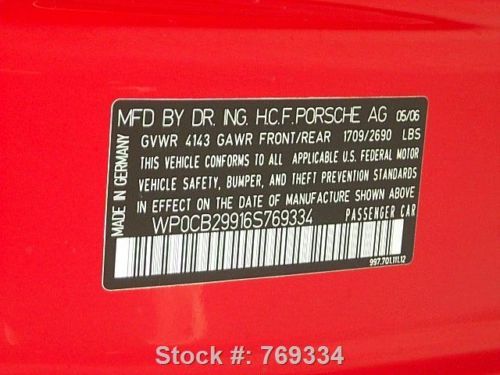 MFD BY DR. ING. H.C.F. PORSCHE AG 05/06
GVWR 4143 GAWR FRONT/REAR 1709/2690 LBS
THIS VEHICLE CONFORMS TO ALL APPLICABLE U.S. FEDERAL MOTOR
VEHICLE SAFETY, BUMPER, AND THEFT PREVENTION STANDARDS
IN EFFECT ON THE DATE OF MANUFACTURE SHOWN ABOVE
WP0CB29916S769334 PASSENGER CAR
997.701.111.12
MADE IN GERMANY
Stock #: 769334